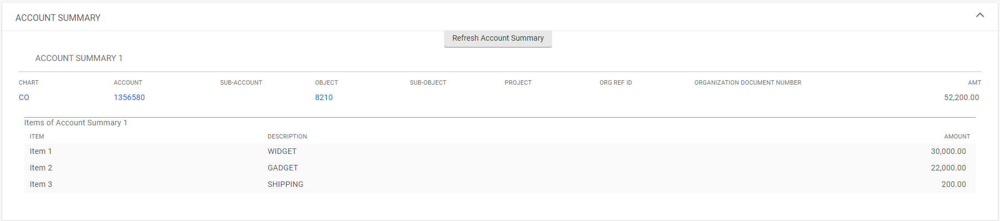 ACCOUNT SUMMARY
Refresh Account Summary
ACCOUNT SUMMARY 1
CHART ACCOUNT SUB-ACCOUNT OBJECT SUB-OBJECT PROJECT ORG REF ID ORGANIZATION DOCUMENT NUMBER AMT
CO 1356580 8210 52,200.00
Items of Account Summary 1
ITEM DESCRIPTION AMOUNT
Item 1 WIDGET 30,000.00
Item 2 GADGET 22,000.00
Item 3 SHIPPING 200.00